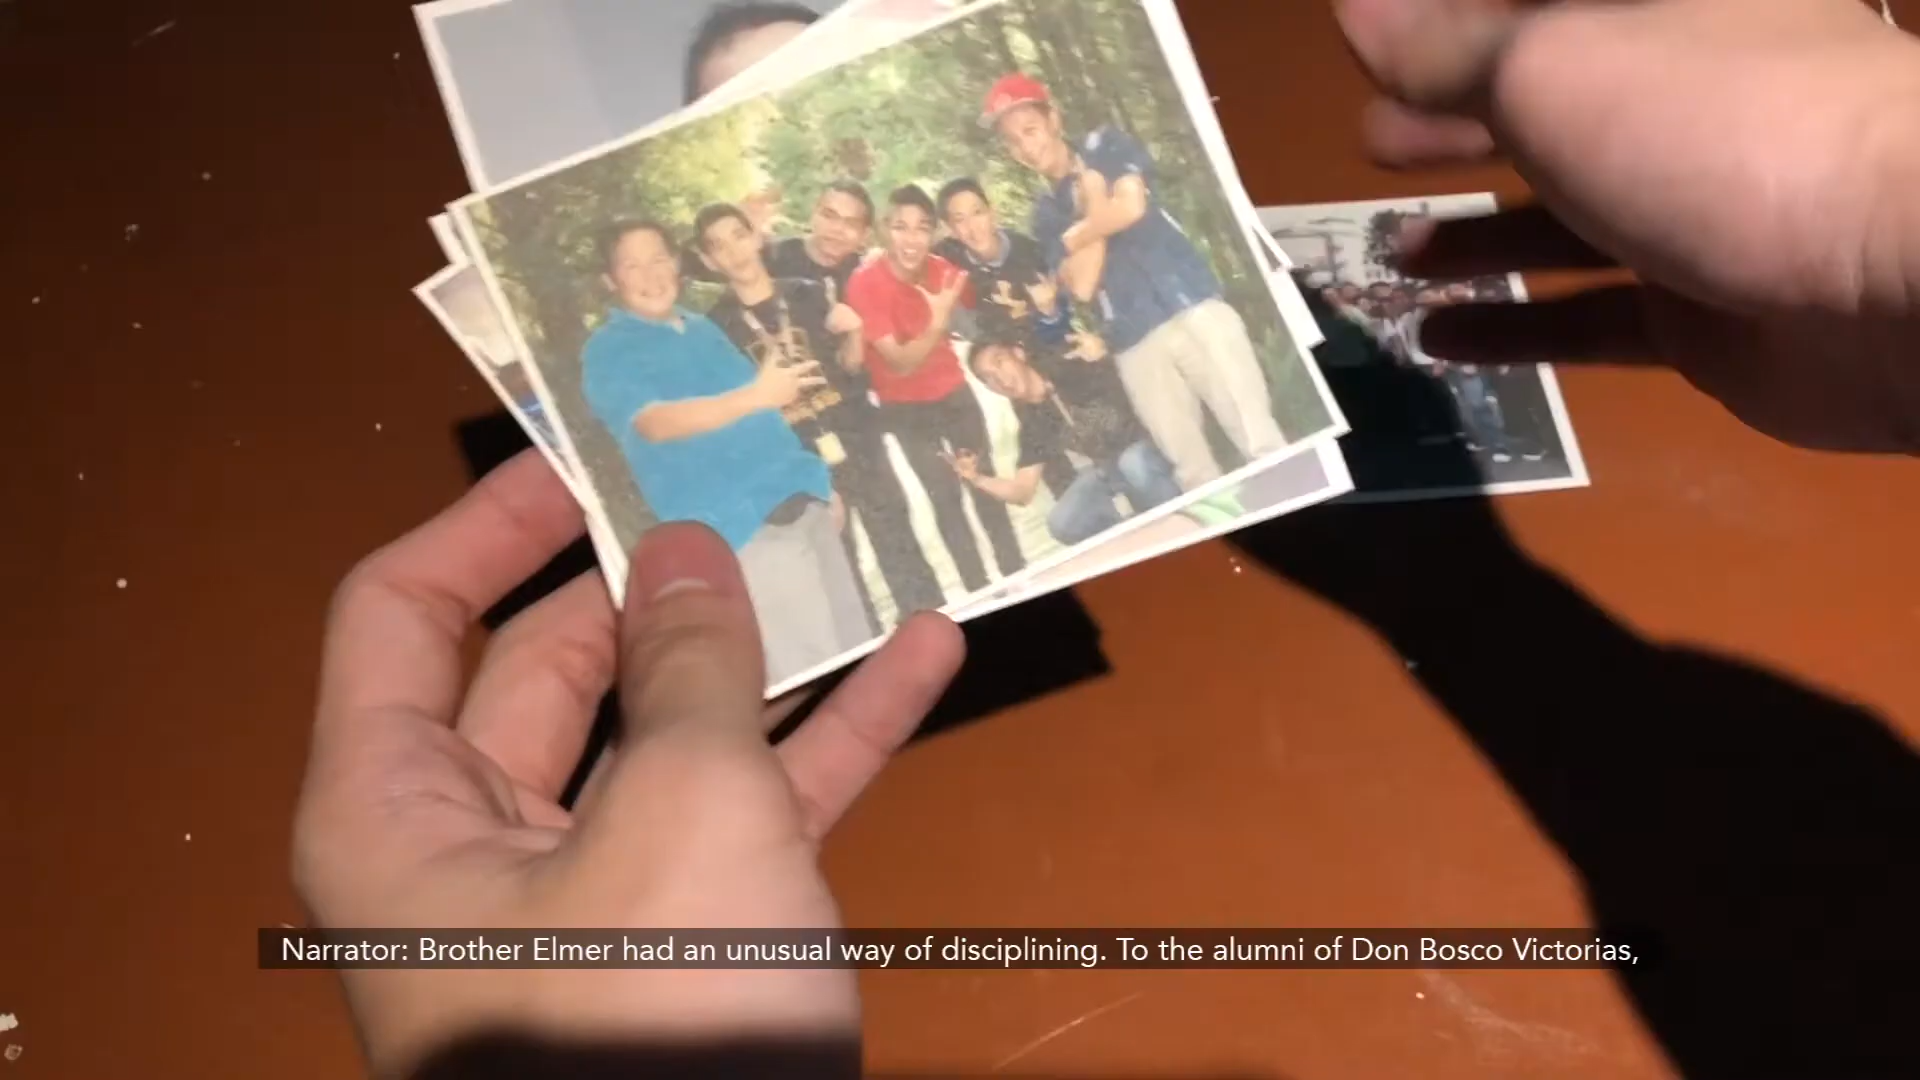 Narrator: Brother Elmer had an unusual way of disciplining. To the alumni of Don Bosco Victorias,